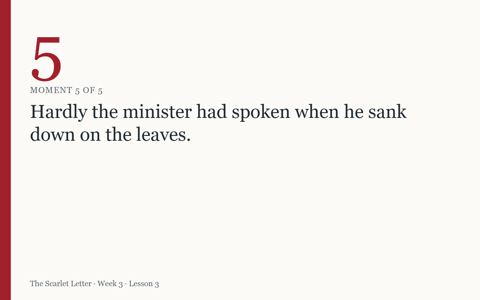 5
MOMENT 5 OF 5
Hardly the minister had spoken when he sank
down on the leaves.
The Scarlet Letter · Week 3 · Lesson 3